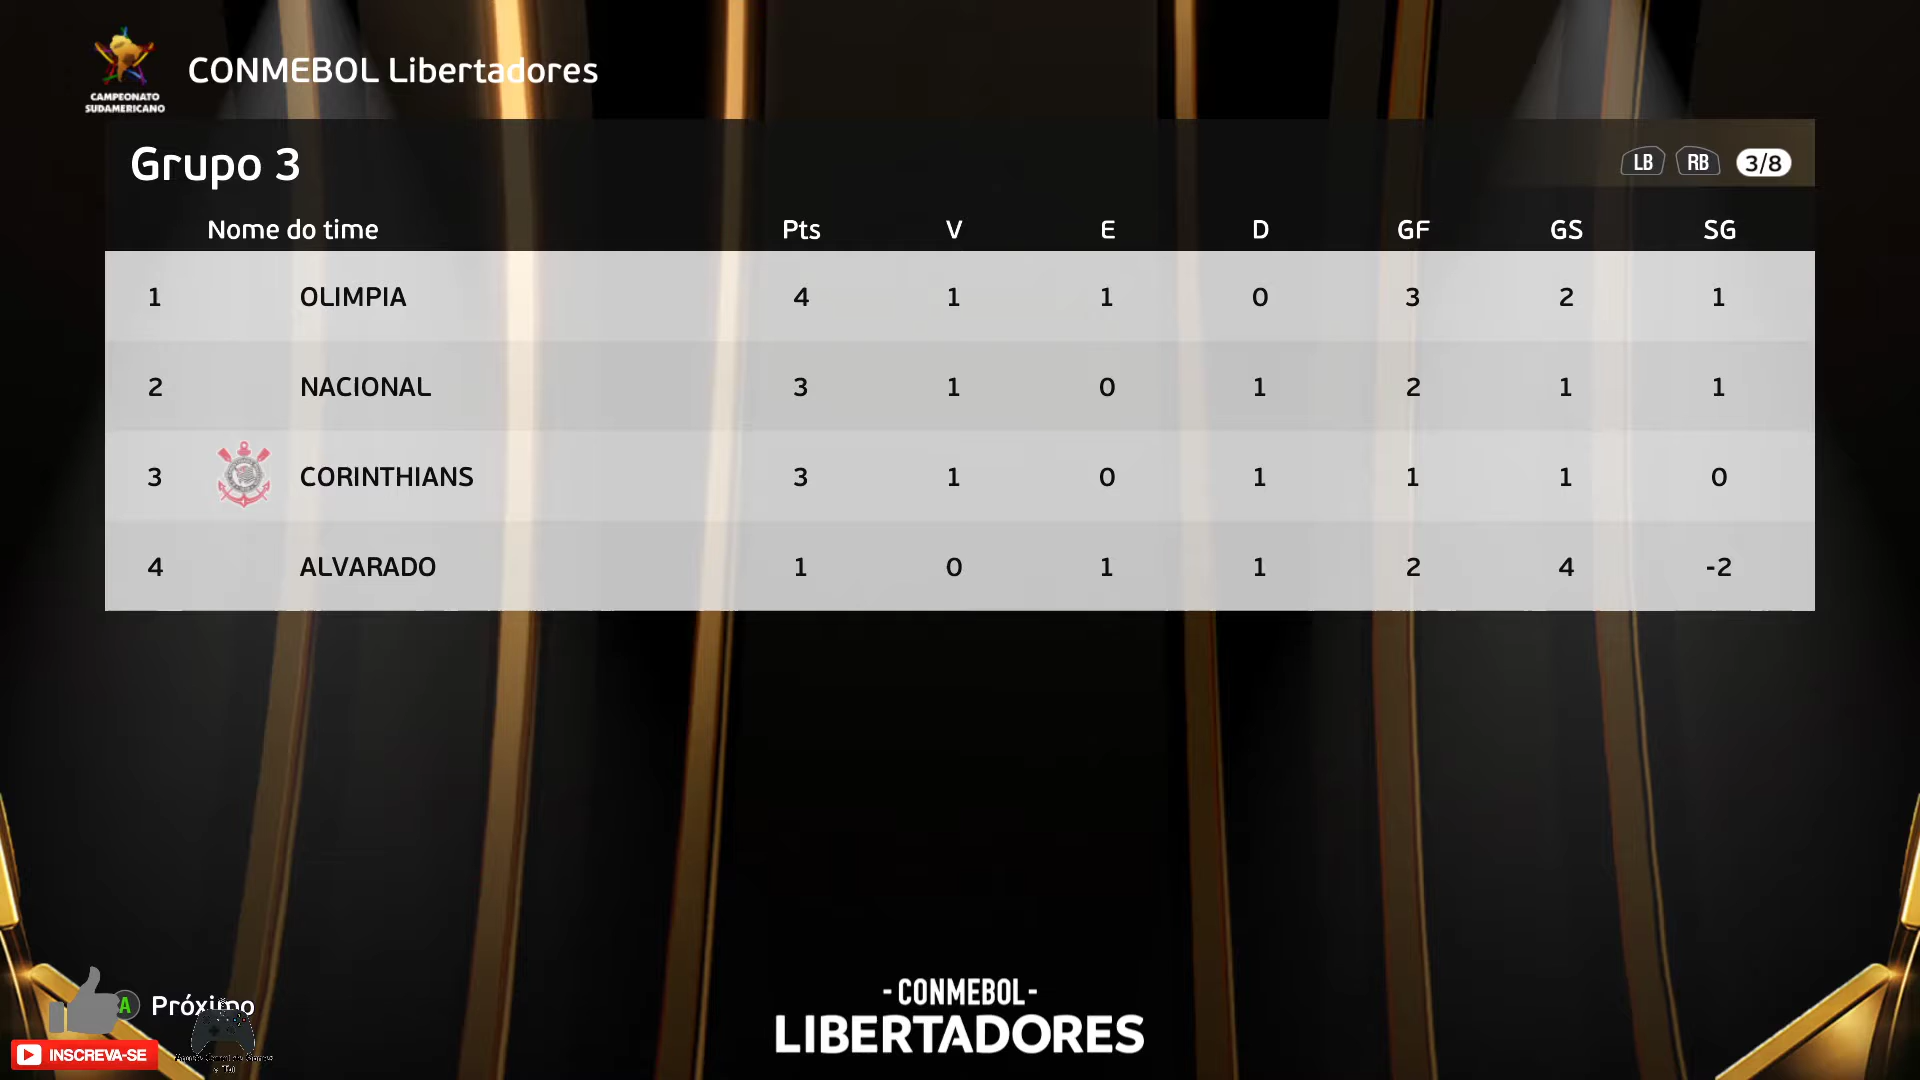 CAMPEONATO
SUDAMERICANO
CONMEBOL Libertadores
Grupo 3
LB RB 3/8
Nome do time Pts V E D GF GS SG
1 OLIMPIA 4 1 1 0 3 2 1
2 NACIONAL 3 1 0 1 2 1 1
3 CORINTHIANS 3 1 0 1 1 1 0
4 ALVARADO 1 0 1 1 2 4 -2
A Próximo
INSCREVA-SE
-CONMEBOL-
LIBERTADORES